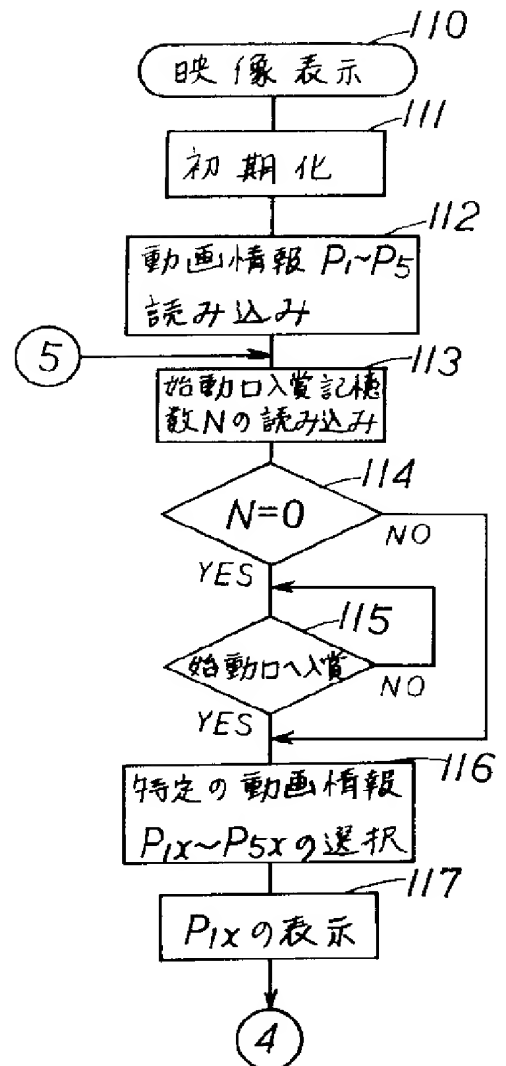 110
映像表示
111
初期化
112
動画情報 P1~P5
読み込み
5
113
始動口入賞記憶
数Nの読み込み
114
N=0
NO
YES
115
始動口へ入賞
NO
YES
116
特定の動画情報
P1x~P5xの選択
117
P1xの表示
4